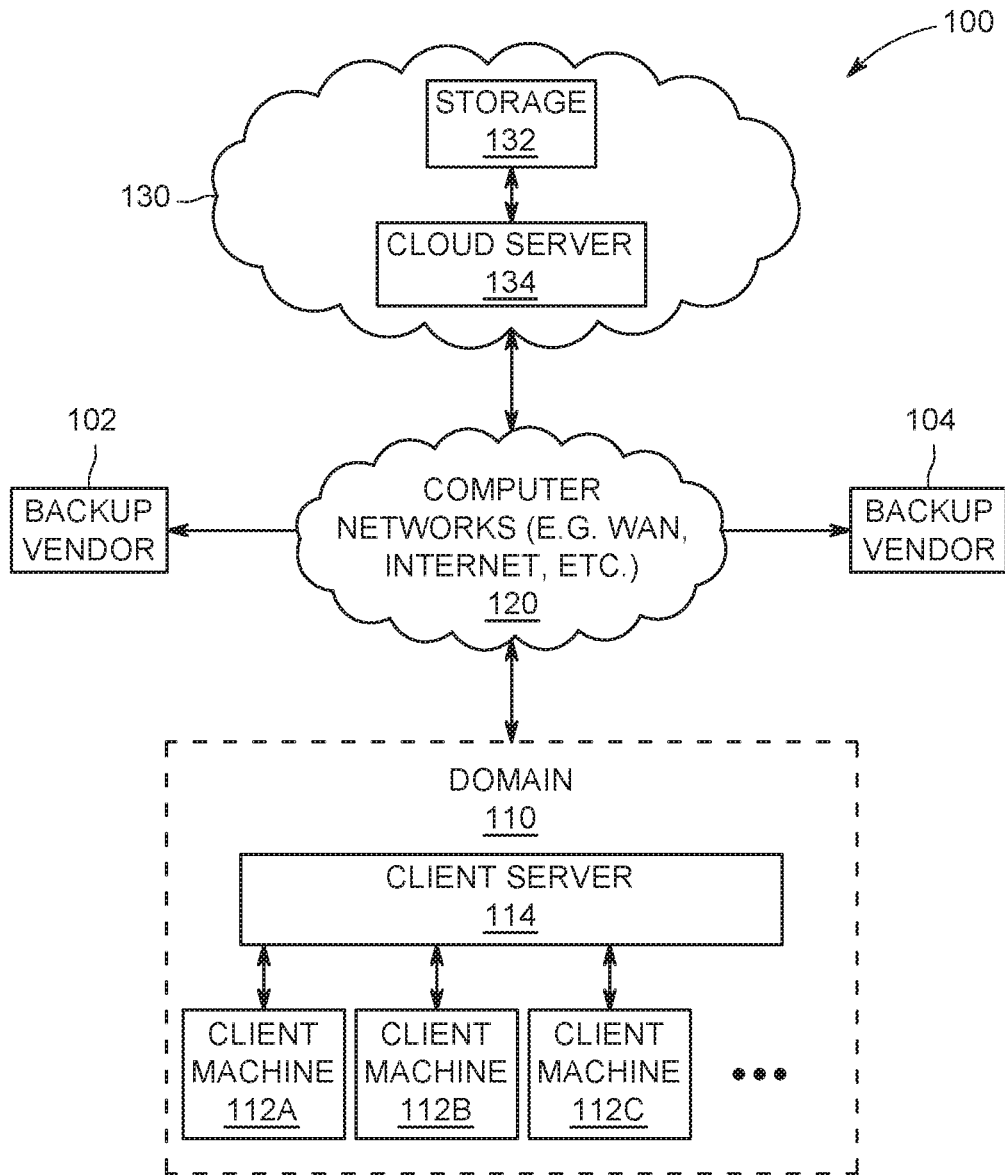 100
STORAGE
132
130
CLOUD SERVER
134
102
104
BACKUP
VENDOR
COMPUTER
NETWORKS (E.G. WAN,
INTERNET, ETC.)
120
BACKUP
VENDOR
DOMAIN
110
CLIENT SERVER
114
CLIENT
MACHINE
112A
CLIENT
MACHINE
112B
CLIENT
MACHINE
112C